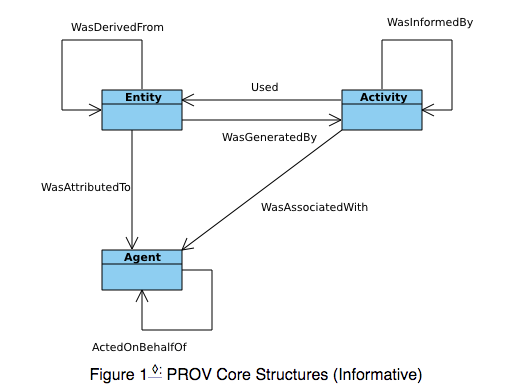 WasDerivedFrom
WasInformedBy
Entity
Used
Activity
WasGeneratedBy
WasAttributedTo
WasAssociatedWith
Agent
ActedOnBehalfOf
Figure 1◊: PROV Core Structures (Informative)